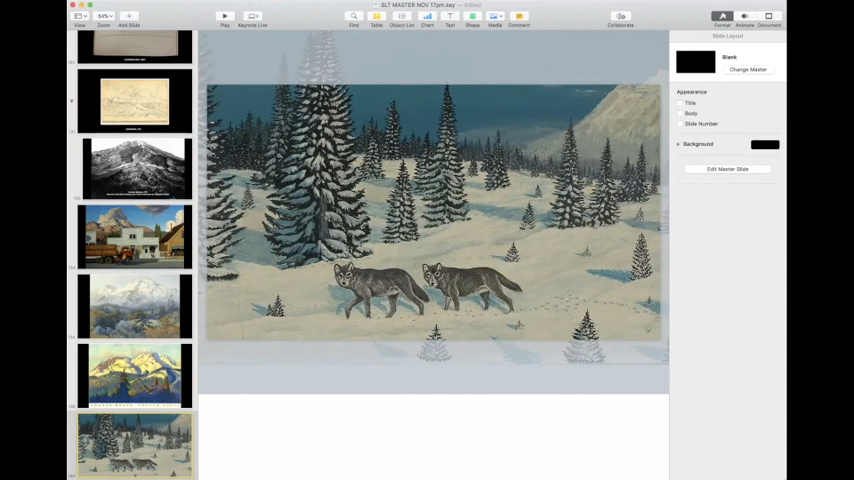 SLT MASTER NOV 17pm.key — Edited
View
54%
Zoom
Add Slide
Play
Keynote Live
Find
Table
Object List
Chart
Text
Shape
Media
Comment
Collaborate
Format
Animate
Document
Slide Layout
Blank
Change Master
Appearance
Title
Body
Slide Number
Background
Edit Master Slide